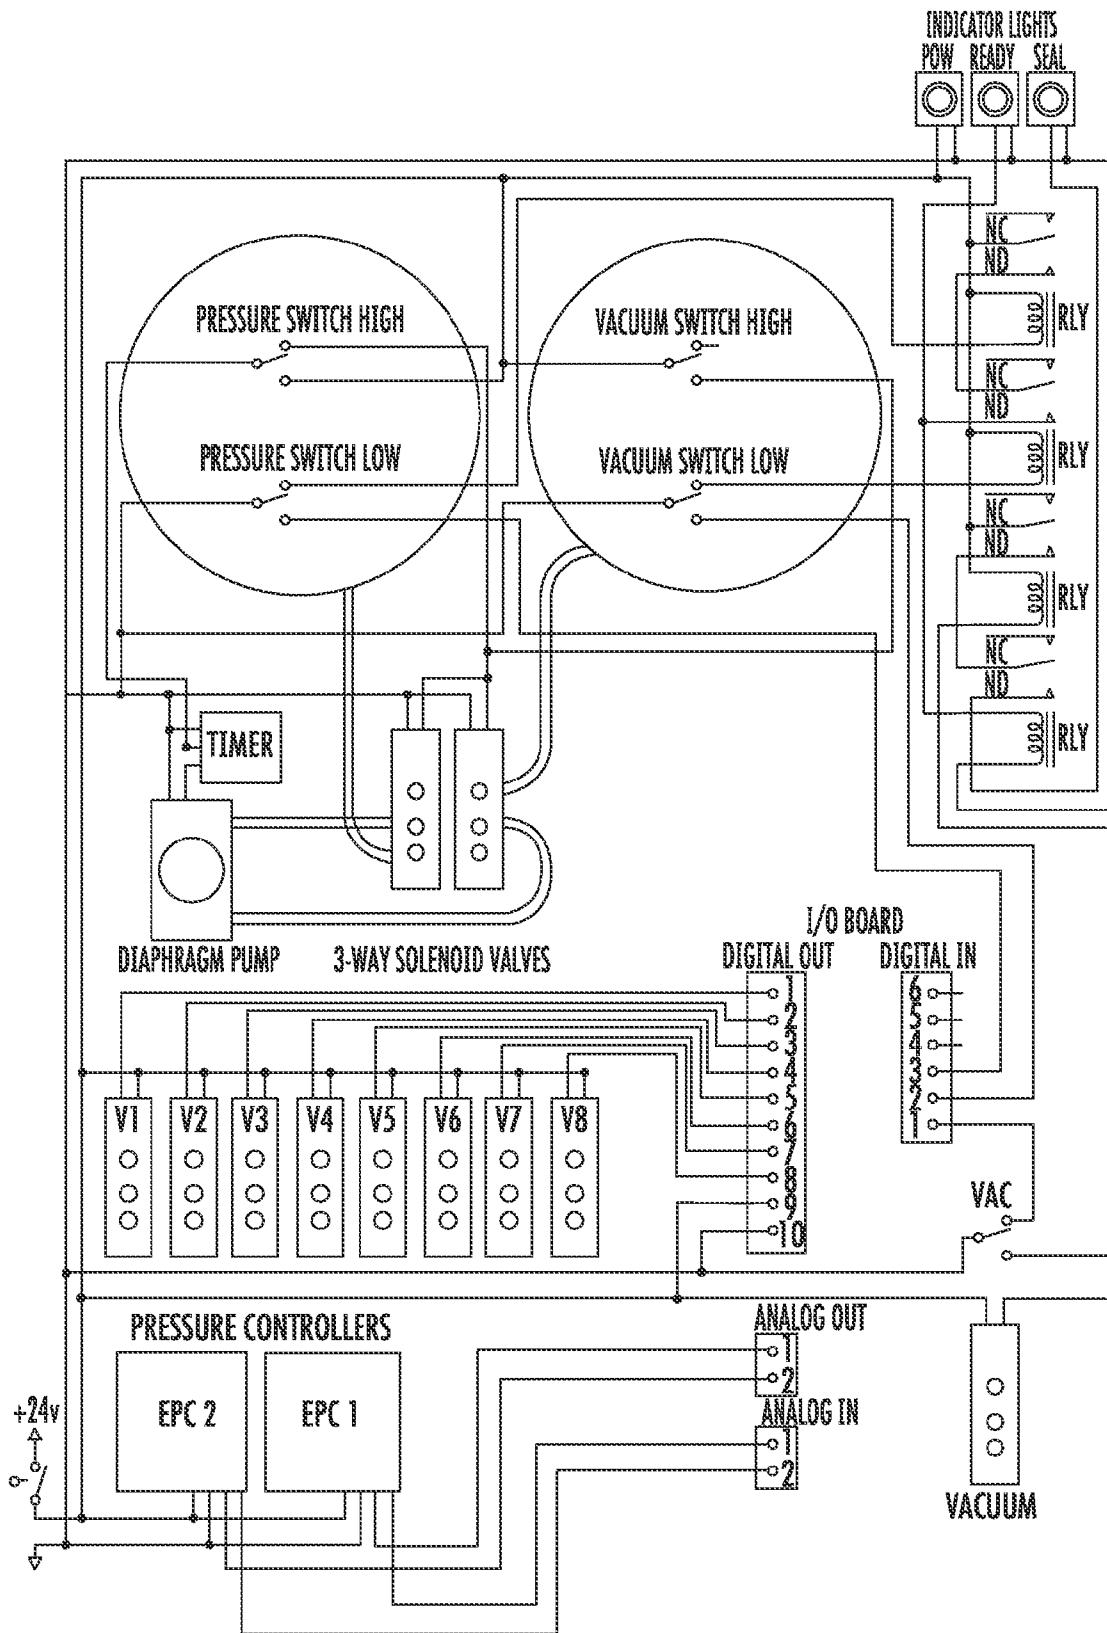 INDICATOR LIGHTS
POW READY SEAL
NC
ND
RLY
PRESSURE SWITCH HIGH
VACUUM SWITCH HIGH
NC
ND
PRESSURE SWITCH LOW
VACUUM SWITCH LOW
RLY
NC
ND
RLY
NC
ND
TIMER
RLY
I/O BOARD
DIAPHRAGM PUMP
3-WAY SOLENOID VALVES
DIGITAL OUT
DIGITAL IN
1
2
3
4
5
6
7
8
9
10
6
5
4
3
2
1
V1 V2 V3 V4 V5 V6 V7 V8
VAC
PRESSURE CONTROLLERS
ANALOG OUT
1
2
+24v
EPC 2
EPC 1
ANALOG IN
1
2
VACUUM